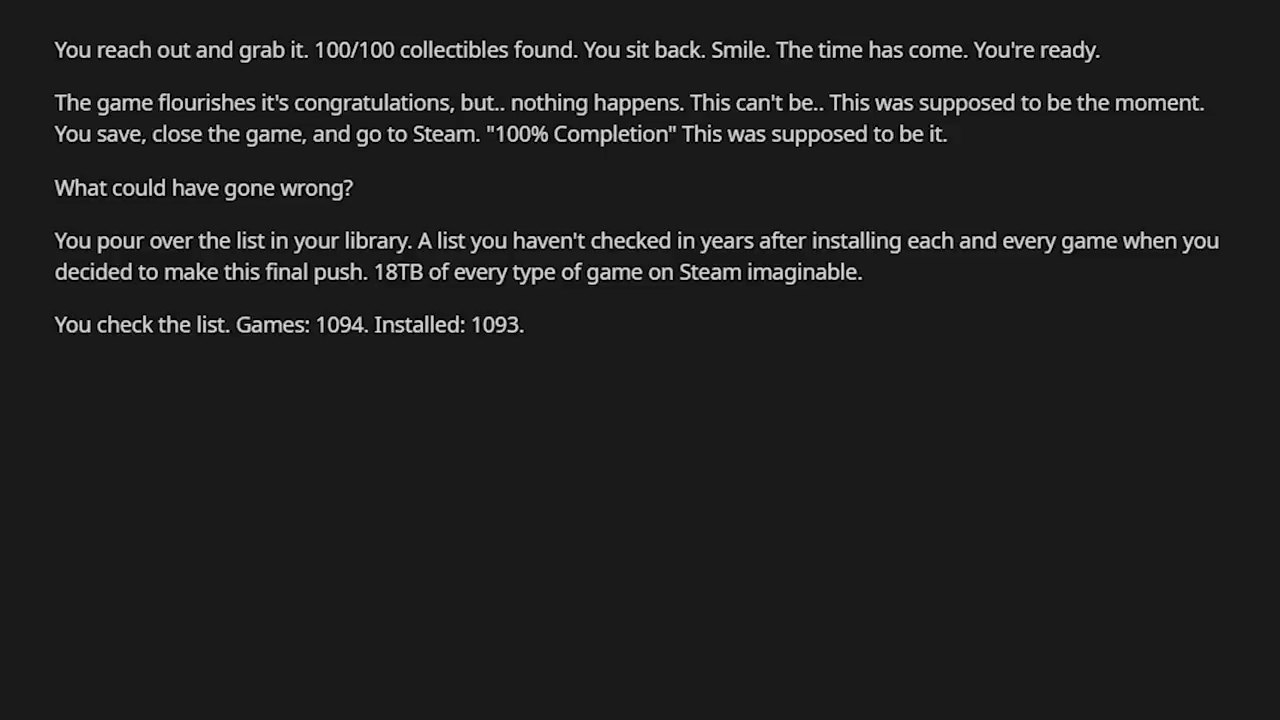 You reach out and grab it. 100/100 collectibles found. You sit back. Smile. The time has come. You're ready.
The game flourishes it's congratulations, but.. nothing happens. This can't be.. This was supposed to be the moment.
You save, close the game, and go to Steam. "100% Completion" This was supposed to be it.
What could have gone wrong?
You pour over the list in your library. A list you haven't checked in years after installing each and every game when you
decided to make this final push. 18TB of every type of game on Steam imaginable.
You check the list. Games: 1094. Installed: 1093.